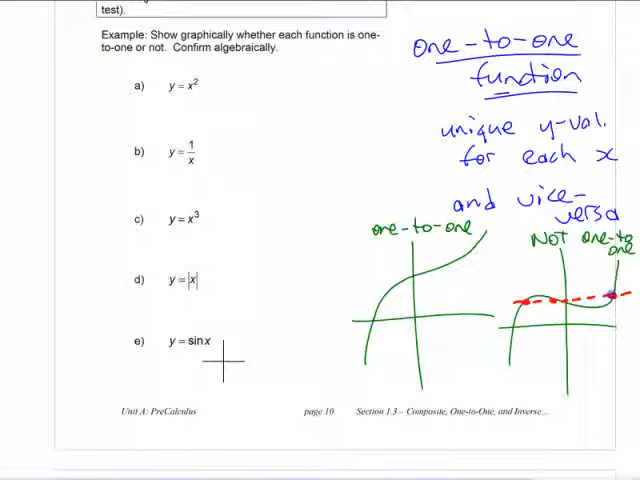 test).
Example: Show graphically whether each function is one-
to-one or not. Confirm algebraically.
a) y = x²
b) y = 1/x
c) y = x³
d) y = |x|
e) y = sinx
one-to-one
function
unique y-val.
for each x
and vice-
versa
one-to-one
NOT one-to
one
Unit A: PreCalculus page 10 Section 1.3 – Composite, One-to-One, and Inverse...